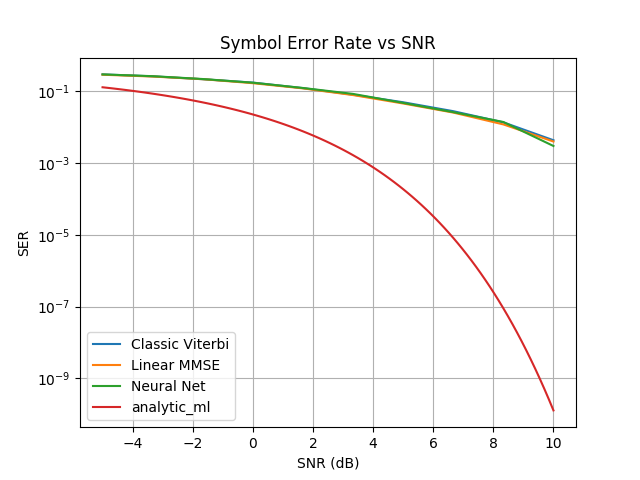 Symbol Error Rate vs SNR
SER
10⁻¹
10⁻³
10⁻⁵
10⁻⁷
10⁻⁹
Classic Viterbi
Linear MMSE
Neural Net
analytic_ml
−4 −2 0 2 4 6 8 10
SNR (dB)